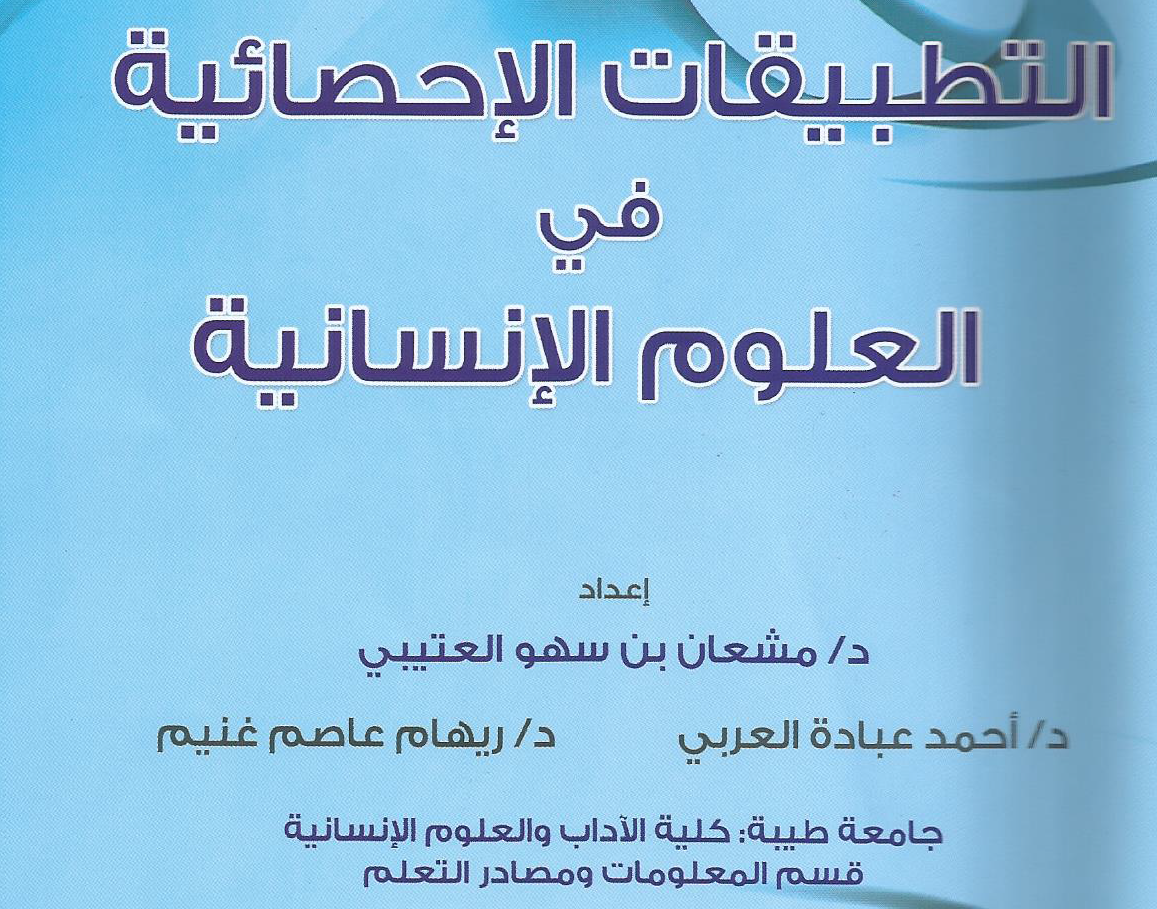 التطبيقات الإحصائية
في
العلوم الإنسانية
إعداد
د/ مشعان بن سهو العتيبي
د/ أحمد عبادة العربي د/ ريهام عاصم غنيم
جامعة طيبة: كلية الآداب والعلوم الإنسانية
قسم المعلومات ومصادر التعلم